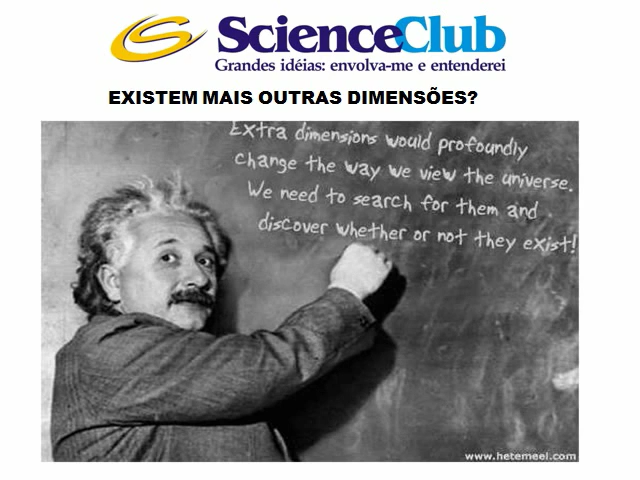 ScienceClub
Grandes idéias: envolva-me e entenderei
EXISTEM MAIS OUTRAS DIMENSÕES?
Extra dimensions would profoundly
change the way we view the universe.
We need to search for them and
discover whether or not they exist!
www.hetemeel.com